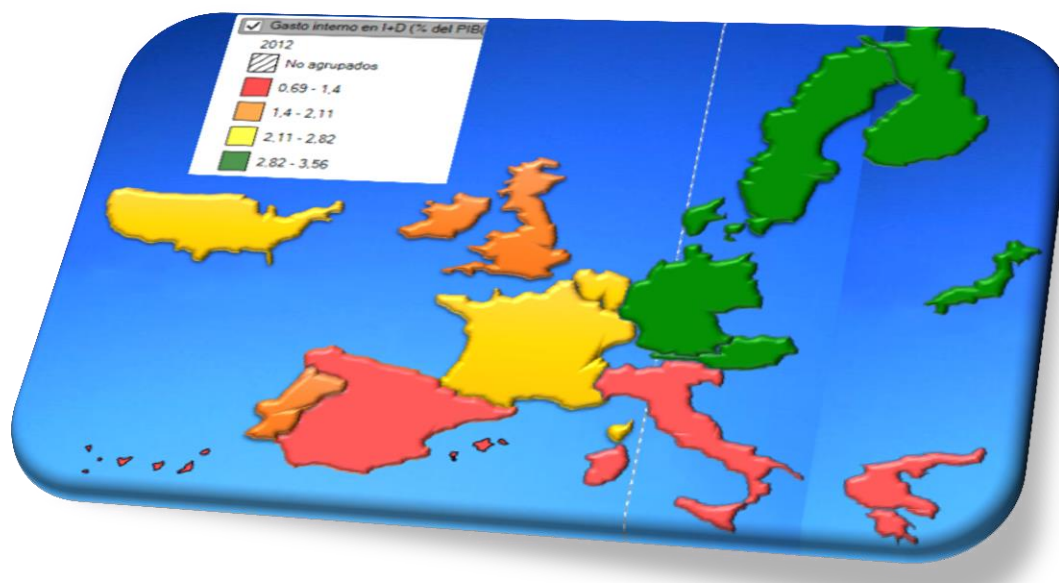 Gasto interno en I+D (% del PIB(
2012
No agrupados
0,69 - 1,4
1,4 - 2,11
2,11 - 2,82
2,82 - 3,56